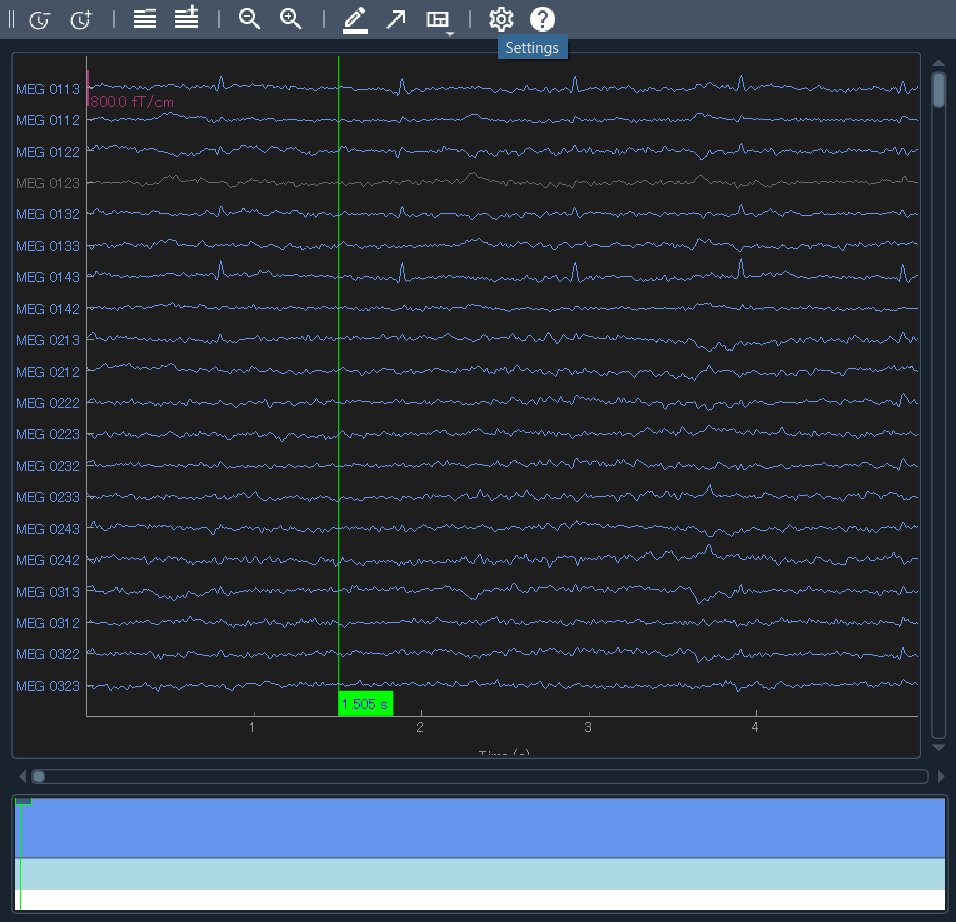 Settings
MEG 0113
800.0 fT/cm
MEG 0112
MEG 0122
MEG 0123
MEG 0132
MEG 0133
MEG 0143
MEG 0142
MEG 0213
MEG 0212
MEG 0222
MEG 0223
MEG 0232
MEG 0233
MEG 0243
MEG 0242
MEG 0313
MEG 0312
MEG 0322
MEG 0323
1.505 s
1 2 3 4
Time (s)